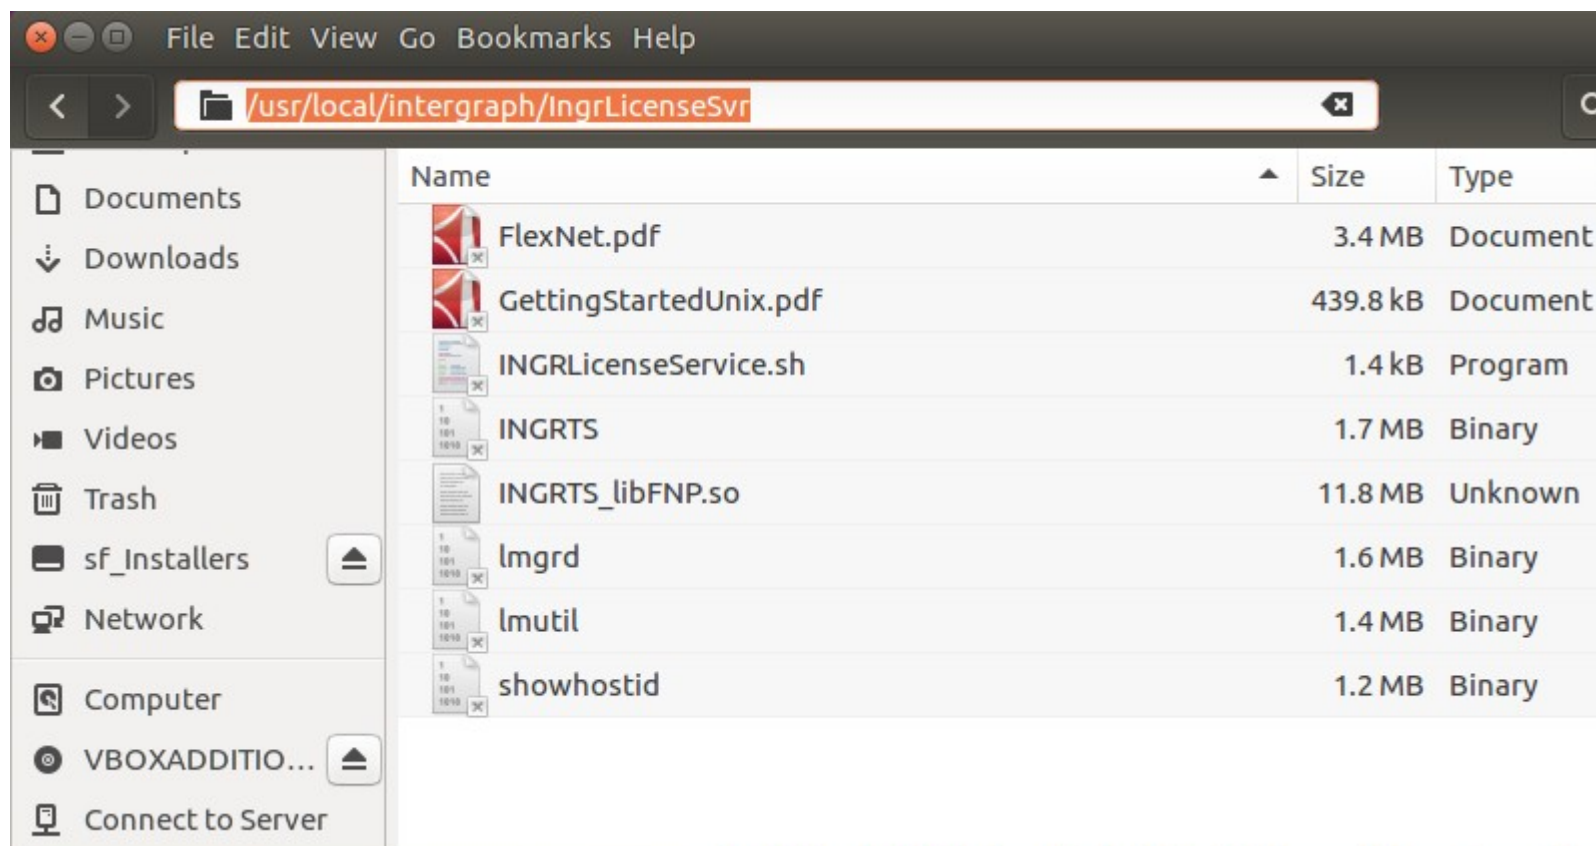 File Edit View Go Bookmarks Help
/usr/local/intergraph/IngrLicenseSvr
Name Size Type
Documents
Downloads
Music
Pictures
Videos
Trash
sf_Installers
Network
Computer
VBOXADDITIO...
Connect to Server
FlexNet.pdf 3.4 MB Document
GettingStartedUnix.pdf 439.8 kB Document
INGRLicenseService.sh 1.4 kB Program
INGRTS 1.7 MB Binary
INGRTS_libFNP.so 11.8 MB Unknown
lmgrd 1.6 MB Binary
lmutil 1.4 MB Binary
showhostid 1.2 MB Binary